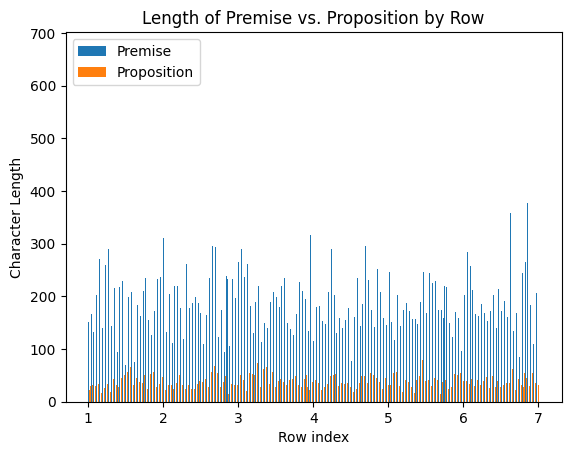 Length of Premise vs. Proposition by Row
Premise
Proposition
Character Length
700
600
500
400
300
200
100
0
1 2 3 4 5 6 7
Row index